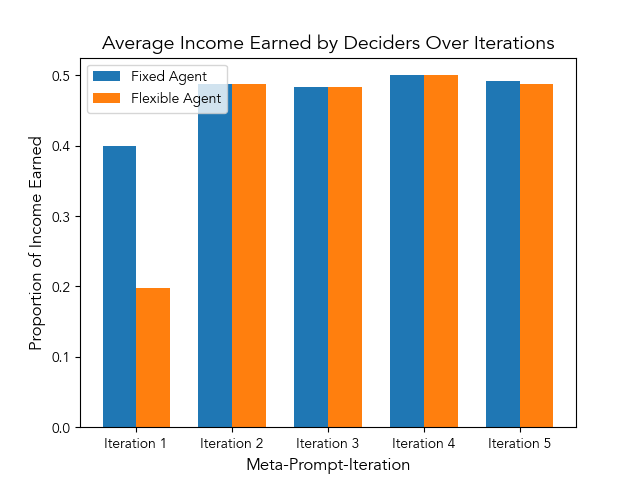 Average Income Earned by Deciders Over Iterations
Fixed Agent
Flexible Agent
Proportion of Income Earned
0.5
0.4
0.3
0.2
0.1
0.0
Iteration 1
Iteration 2
Iteration 3
Iteration 4
Iteration 5
Meta-Prompt-Iteration